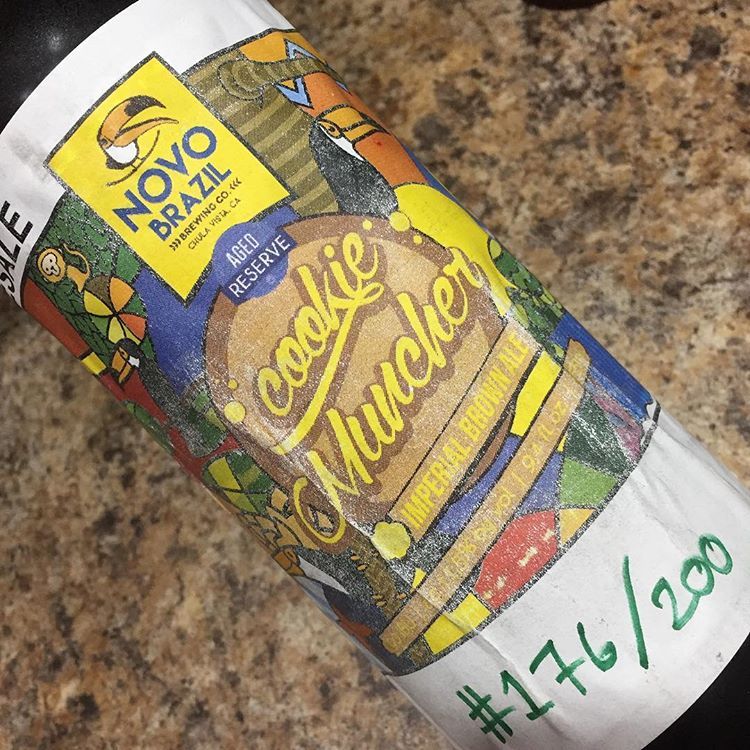 SALE
NOVO
BRAZIL
>>> BREWING CO. <<<
CHULA VISTA, CA
AGED
RESERVE
cookie
Muncher
IMPERIAL BROWN ALE
#176/200